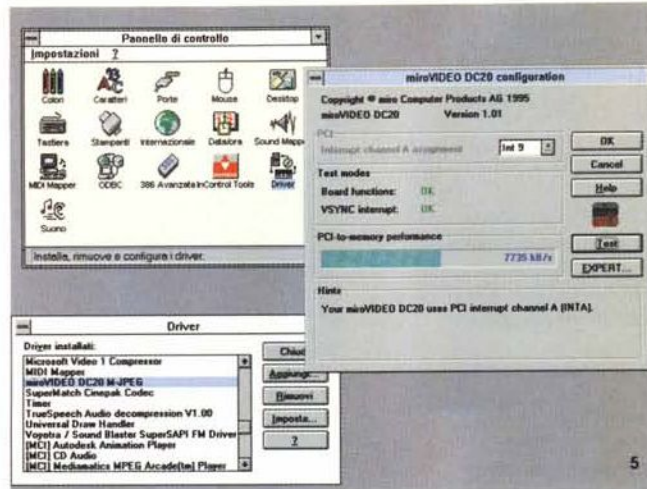 Pannello di controllo
Impostazioni ?
Colori Caratteri Porte Mouse Desktop
Tastiera Stampanti Internazionale Data/ora Sound Mapper
MIDI Mapper ODBC 386 Avanzata InControl Tools Driver
Suono
Installa, rimuove e configura i driver.
miroVIDEO DC20 configuration
Copyright © miro Computer Products AG 1995
miroVIDEO DC20 Version 1.01
PCI
Interrupt channel A assignment Int 9
Test modes
Board functions: OK
VSYNC interrupt: OK
PCI-to-memory performance
7735 kB/s
Hints
Your miroVIDEO DC20 uses PCI interrupt channel A (INTA).
OK
Cancel
Help
Test
EXPERT...
Driver
Driver installati:
Microsoft Video 1 Compressor
MIDI Mapper
miroVIDEO DC20 M-JPEG
SuperMatch Cinepak Codec
Timer
TrueSpeech Audio decompression V1.00
Universal Draw Handler
Voyetra / Sound Blaster SuperSAPI FM Driver
[MCI] Autodesk Animation Player
[MCI] CD Audio
[MCI] Mediamatics MPEG Arcade(tm) Player
Chiudi
Aggiungi...
Rimuovi
Imposta...
?
5